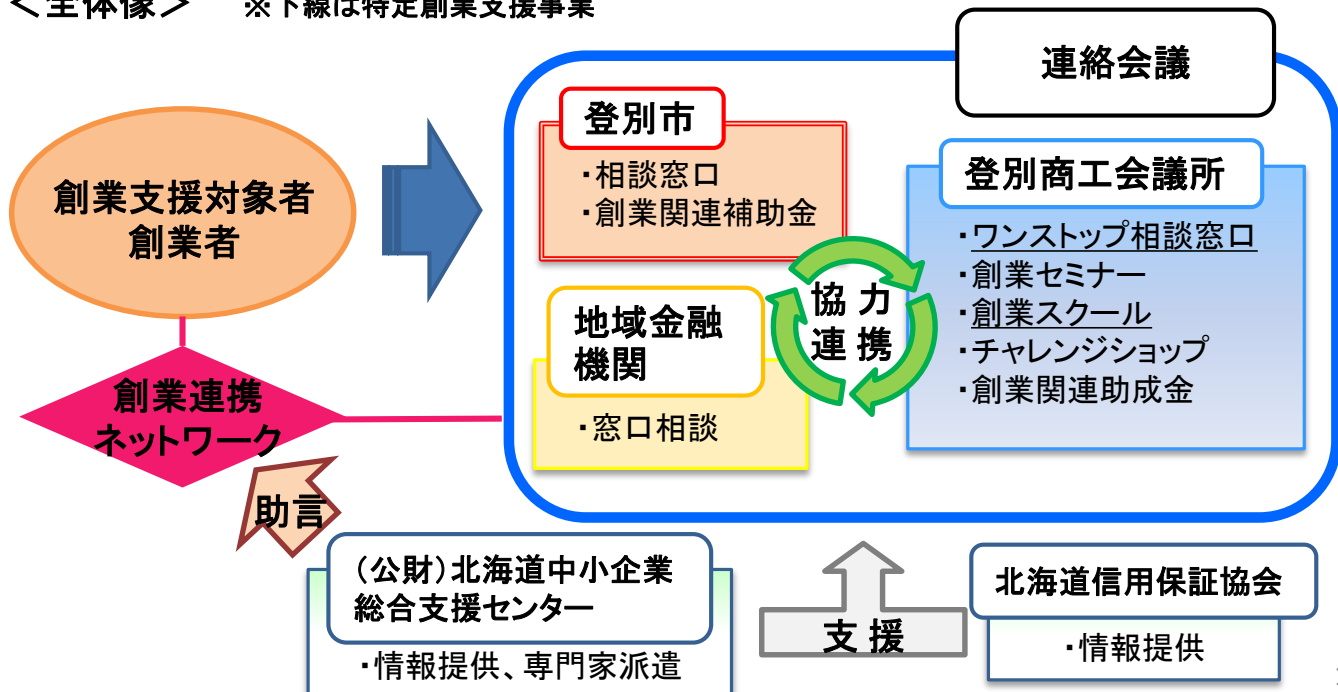 ＜全体像＞　※下線は特定創業支援事業
連絡会議
創業支援対象者
創業者
登別市
・相談窓口
・創業関連補助金
登別商工会議所
・ワンストップ相談窓口
・創業セミナー
・創業スクール
・チャレンジショップ
・創業関連助成金
協力
連携
地域金融
機関
・窓口相談
創業連携
ネットワーク
助言
（公財）北海道中小企業
総合支援センター
・情報提供、専門家派遣
支援
北海道信用保証協会
・情報提供